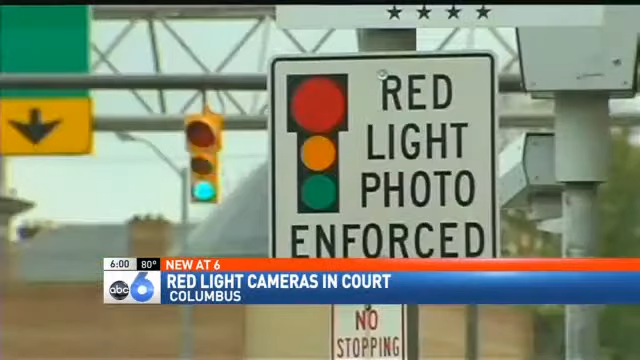 RED
LIGHT
PHOTO
ENFORCED
6:00 80° NEW AT 6
abc 6 RED LIGHT CAMERAS IN COURT
COLUMBUS
NO
STOPPING